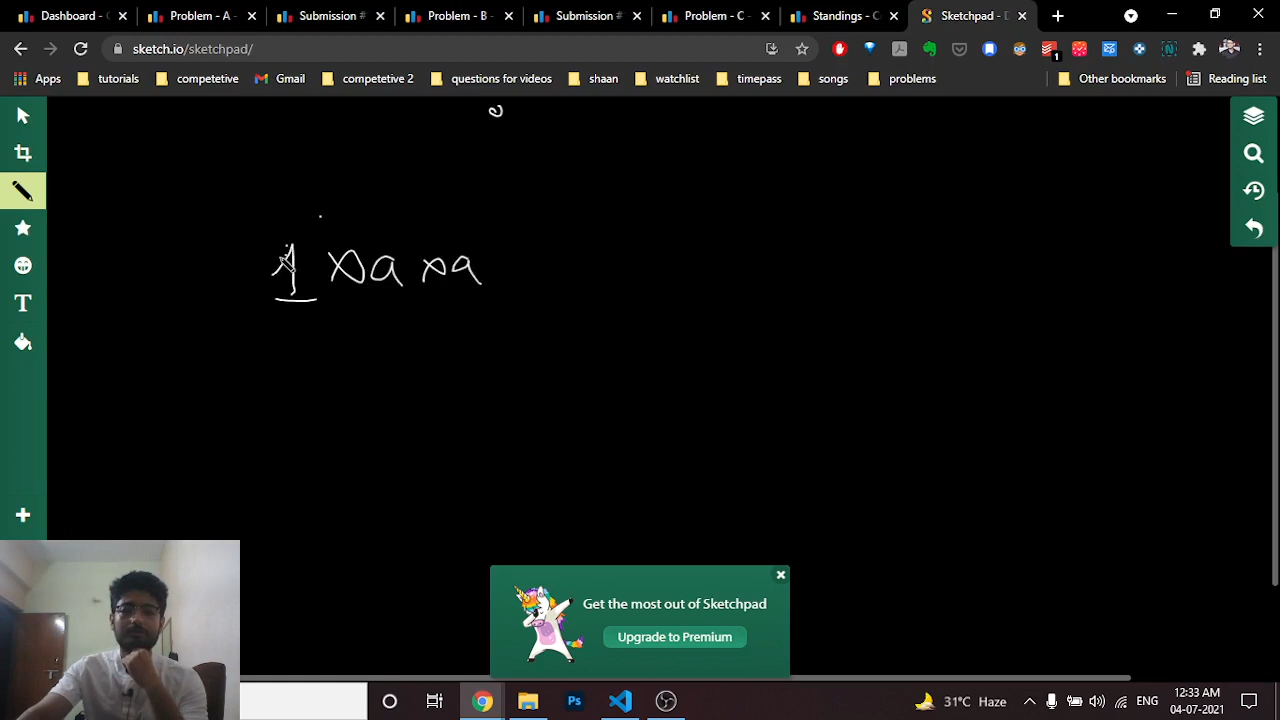 Dashboard - C
Problem - A
Submission #
Problem - B -
Submission #
Problem - C -
Standings - C
Sketchpad - D
sketch.io/sketchpad/
1
Apps
tutorials
competetive
Gmail
competetive 2
questions for videos
shaan
watchlist
timepass
songs
problems
Other bookmarks
Reading list
1 x a x a
T
Get the most out of Sketchpad
Upgrade to Premium
Ps
31°C Haze
ENG
12:33 AM
04-07-2021